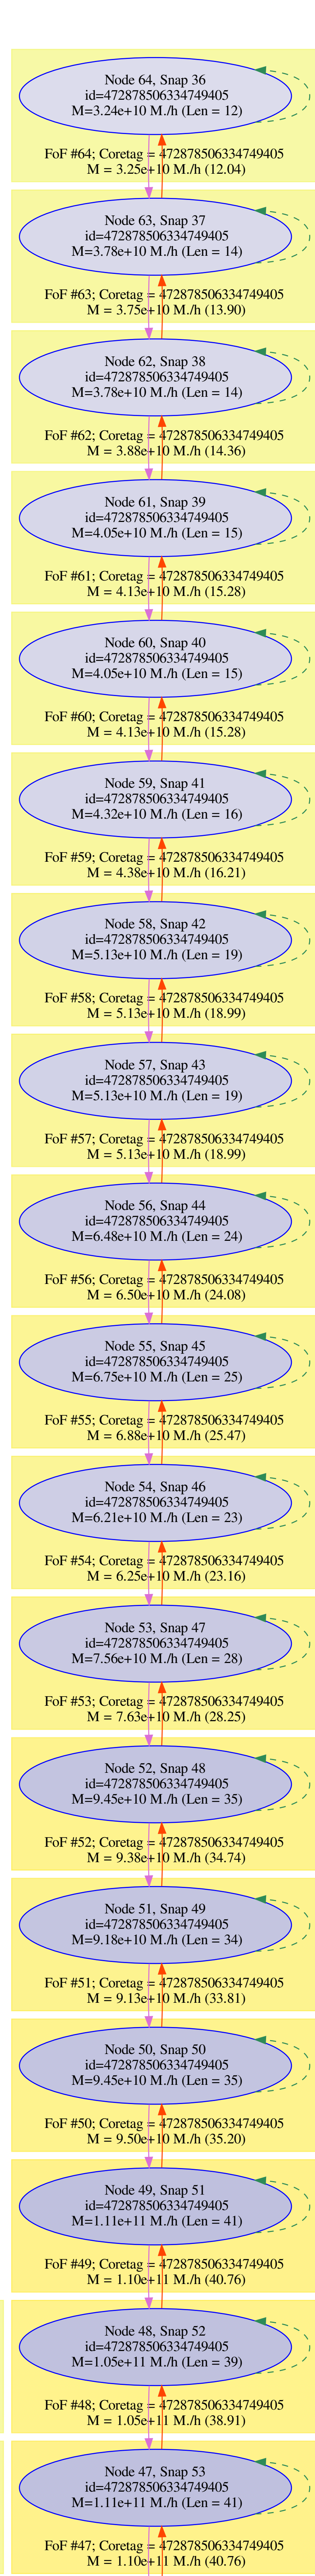 Node 64, Snap 36
id=472878506334749405
M=3.24e+10 M./h (Len = 12)
FoF #64; Coretag = 472878506334749405
M = 3.25e+10 M./h (12.04)
Node 63, Snap 37
id=472878506334749405
M=3.78e+10 M./h (Len = 14)
FoF #63; Coretag = 472878506334749405
M = 3.75e+10 M./h (13.90)
Node 62, Snap 38
id=472878506334749405
M=3.78e+10 M./h (Len = 14)
FoF #62; Coretag = 472878506334749405
M = 3.88e+10 M./h (14.36)
Node 61, Snap 39
id=472878506334749405
M=4.05e+10 M./h (Len = 15)
FoF #61; Coretag = 472878506334749405
M = 4.13e+10 M./h (15.28)
Node 60, Snap 40
id=472878506334749405
M=4.05e+10 M./h (Len = 15)
FoF #60; Coretag = 472878506334749405
M = 4.13e+10 M./h (15.28)
Node 59, Snap 41
id=472878506334749405
M=4.32e+10 M./h (Len = 16)
FoF #59; Coretag = 472878506334749405
M = 4.38e+10 M./h (16.21)
Node 58, Snap 42
id=472878506334749405
M=5.13e+10 M./h (Len = 19)
FoF #58; Coretag = 472878506334749405
M = 5.13e+10 M./h (18.99)
Node 57, Snap 43
id=472878506334749405
M=5.13e+10 M./h (Len = 19)
FoF #57; Coretag = 472878506334749405
M = 5.13e+10 M./h (18.99)
Node 56, Snap 44
id=472878506334749405
M=6.48e+10 M./h (Len = 24)
FoF #56; Coretag = 472878506334749405
M = 6.50e+10 M./h (24.08)
Node 55, Snap 45
id=472878506334749405
M=6.75e+10 M./h (Len = 25)
FoF #55; Coretag = 472878506334749405
M = 6.88e+10 M./h (25.47)
Node 54, Snap 46
id=472878506334749405
M=6.21e+10 M./h (Len = 23)
FoF #54; Coretag = 472878506334749405
M = 6.25e+10 M./h (23.16)
Node 53, Snap 47
id=472878506334749405
M=7.56e+10 M./h (Len = 28)
FoF #53; Coretag = 472878506334749405
M = 7.63e+10 M./h (28.25)
Node 52, Snap 48
id=472878506334749405
M=9.45e+10 M./h (Len = 35)
FoF #52; Coretag = 472878506334749405
M = 9.38e+10 M./h (34.74)
Node 51, Snap 49
id=472878506334749405
M=9.18e+10 M./h (Len = 34)
FoF #51; Coretag = 472878506334749405
M = 9.13e+10 M./h (33.81)
Node 50, Snap 50
id=472878506334749405
M=9.45e+10 M./h (Len = 35)
FoF #50; Coretag = 472878506334749405
M = 9.50e+10 M./h (35.20)
Node 49, Snap 51
id=472878506334749405
M=1.11e+11 M./h (Len = 41)
FoF #49; Coretag = 472878506334749405
M = 1.10e+11 M./h (40.76)
Node 48, Snap 52
id=472878506334749405
M=1.05e+11 M./h (Len = 39)
FoF #48; Coretag = 472878506334749405
M = 1.05e+11 M./h (38.91)
Node 47, Snap 53
id=472878506334749405
M=1.11e+11 M./h (Len = 41)
FoF #47; Coretag = 472878506334749405
M = 1.10e+11 M./h (40.76)